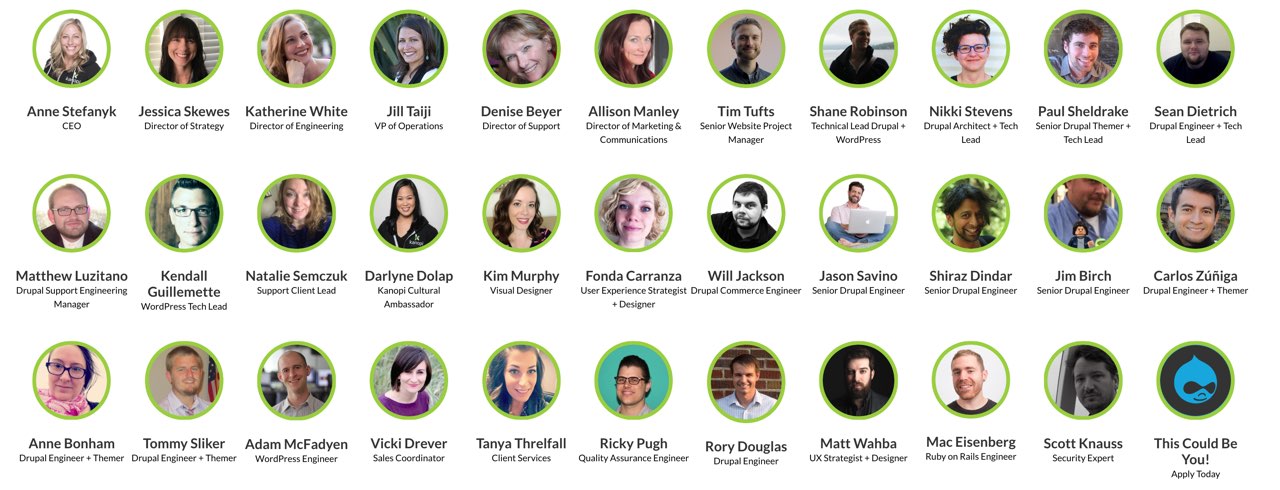 Anne Stefanyk
CEO
Jessica Skewes
Director of Strategy
Katherine White
Director of Engineering
Jill Taiji
VP of Operations
Denise Beyer
Director of Support
Allison Manley
Director of Marketing &
Communications
Tim Tufts
Senior Website Project
Manager
Shane Robinson
Technical Lead Drupal +
WordPress
Nikki Stevens
Drupal Architect + Tech
Lead
Paul Sheldrake
Senior Drupal Themer +
Tech Lead
Sean Dietrich
Drupal Engineer + Tech
Lead
Matthew Luzitano
Drupal Support Engineering
Manager
Kendall
Guillemette
WordPress Tech Lead
Natalie Semczuk
Support Client Lead
Kanopi
Darlyne Dolap
Kanopi Cultural
Ambassador
Kim Murphy
Visual Designer
Fonda Carranza
User Experience Strategist
+ Designer
Will Jackson
Drupal Commerce Engineer
Jason Savino
Senior Drupal Engineer
Shiraz Dindar
Senior Drupal Engineer
Jim Birch
Senior Drupal Engineer
Carlos Zúñiga
Drupal Engineer + Themer
Anne Bonham
Drupal Engineer + Themer
Tommy Sliker
Drupal Engineer + Themer
Adam McFadyen
WordPress Engineer
Vicki Drever
Sales Coordinator
Tanya Threlfall
Client Services
Ricky Pugh
Quality Assurance Engineer
Rory Douglas
Drupal Engineer
Matt Wahba
UX Strategist + Designer
Mac Eisenberg
Ruby on Rails Engineer
Scott Knauss
Security Expert
This Could Be
You!
Apply Today